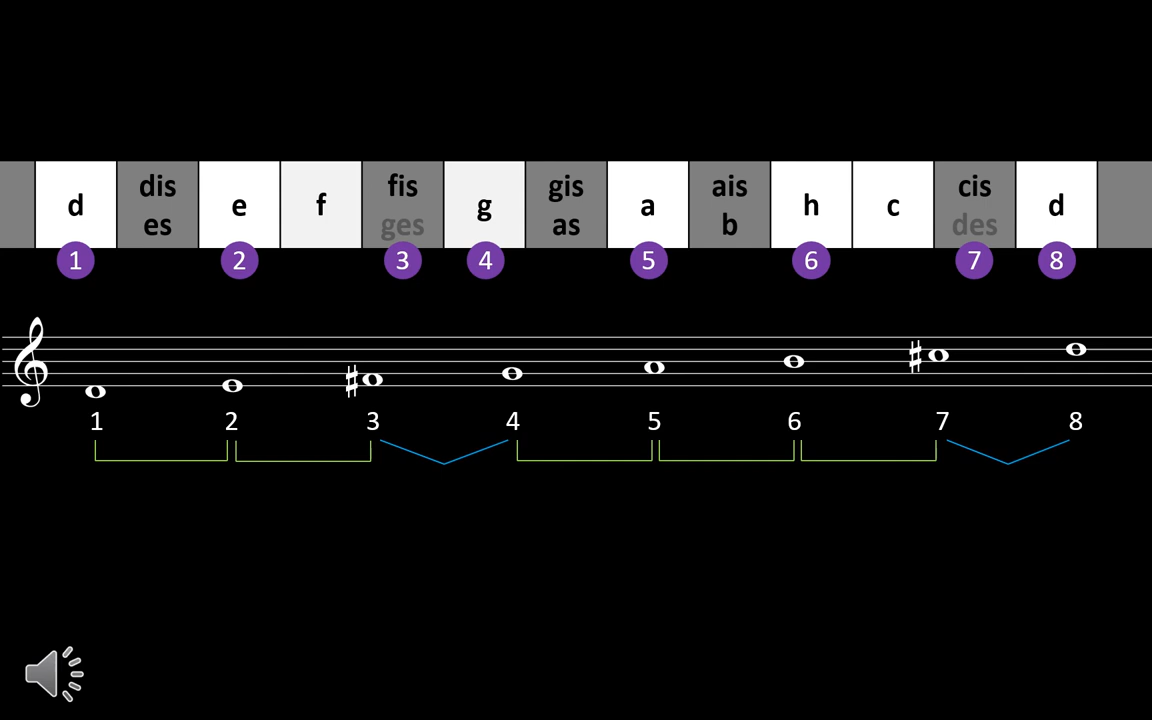 dis fis gis ais cis
d e f g a h c d
es ges as b des
1 2 3 4 5 6 7 8
1 2 3 4 5 6 7 8